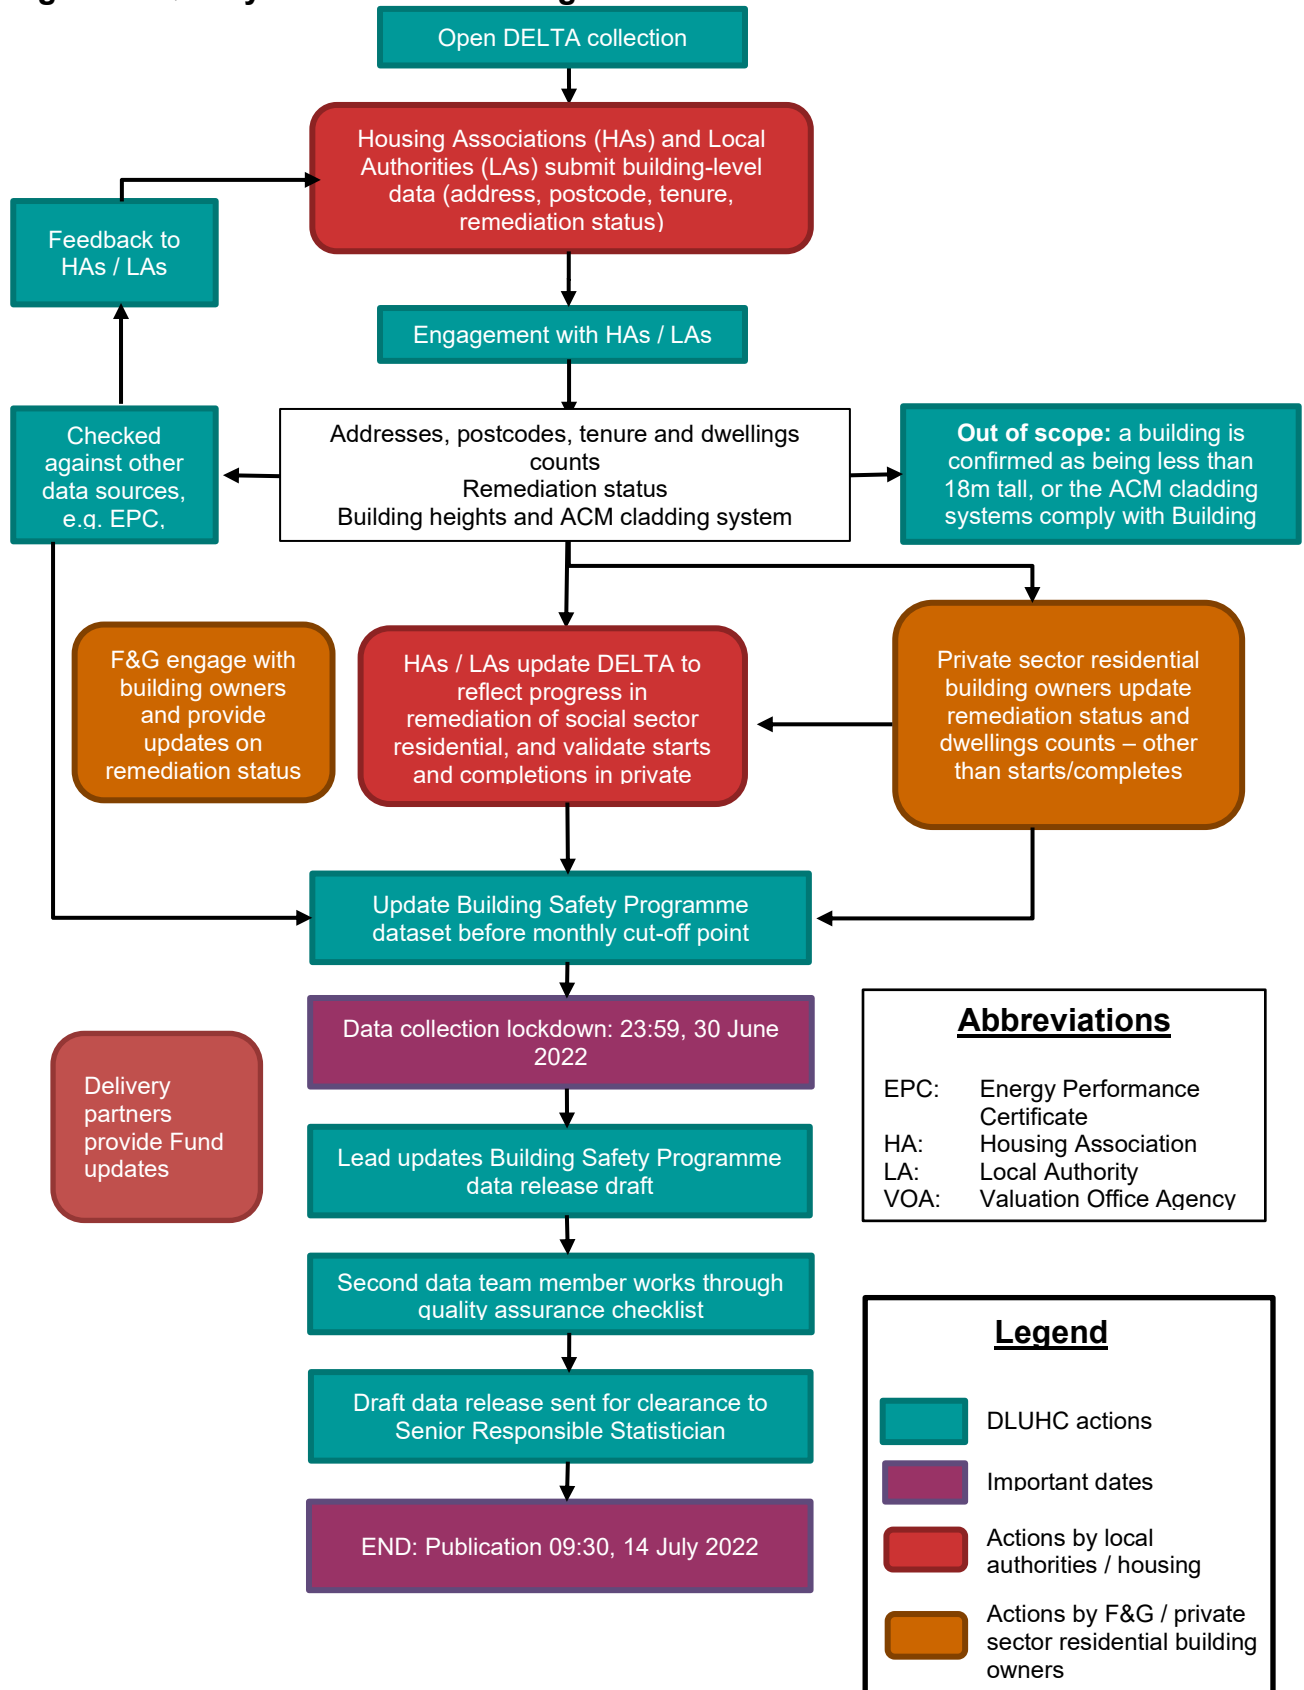 Open DELTA collection
Housing Associations (HAs) and Local
Authorities (LAs) submit building-level
data (address, postcode, tenure,
remediation status)
Feedback to
HAs / LAs
Engagement with HAs / LAs
Checked
against other
data sources,
e.g. EPC,
Addresses, postcodes, tenure and dwellings
counts
Remediation status
Building heights and ACM cladding system
Out of scope: a building is
confirmed as being less than
18m tall, or the ACM cladding
systems comply with Building
F&G engage with
building owners
and provide
updates on
remediation status
HAs / LAs update DELTA to
reflect progress in
remediation of social sector
residential, and validate starts
and completions in private
Private sector residential
building owners update
remediation status and
dwellings counts – other
than starts/completes
Update Building Safety Programme
dataset before monthly cut-off point
Data collection lockdown: 23:59, 30 June
2022
Delivery
partners
provide Fund
updates
Lead updates Building Safety Programme
data release draft
Second data team member works through
quality assurance checklist
Draft data release sent for clearance to
Senior Responsible Statistician
END: Publication 09:30, 14 July 2022
Abbreviations
EPC: Energy Performance
Certificate
HA: Housing Association
LA: Local Authority
VOA: Valuation Office Agency
Legend
DLUHC actions
Important dates
Actions by local
authorities / housing
Actions by F&G / private
sector residential building
owners